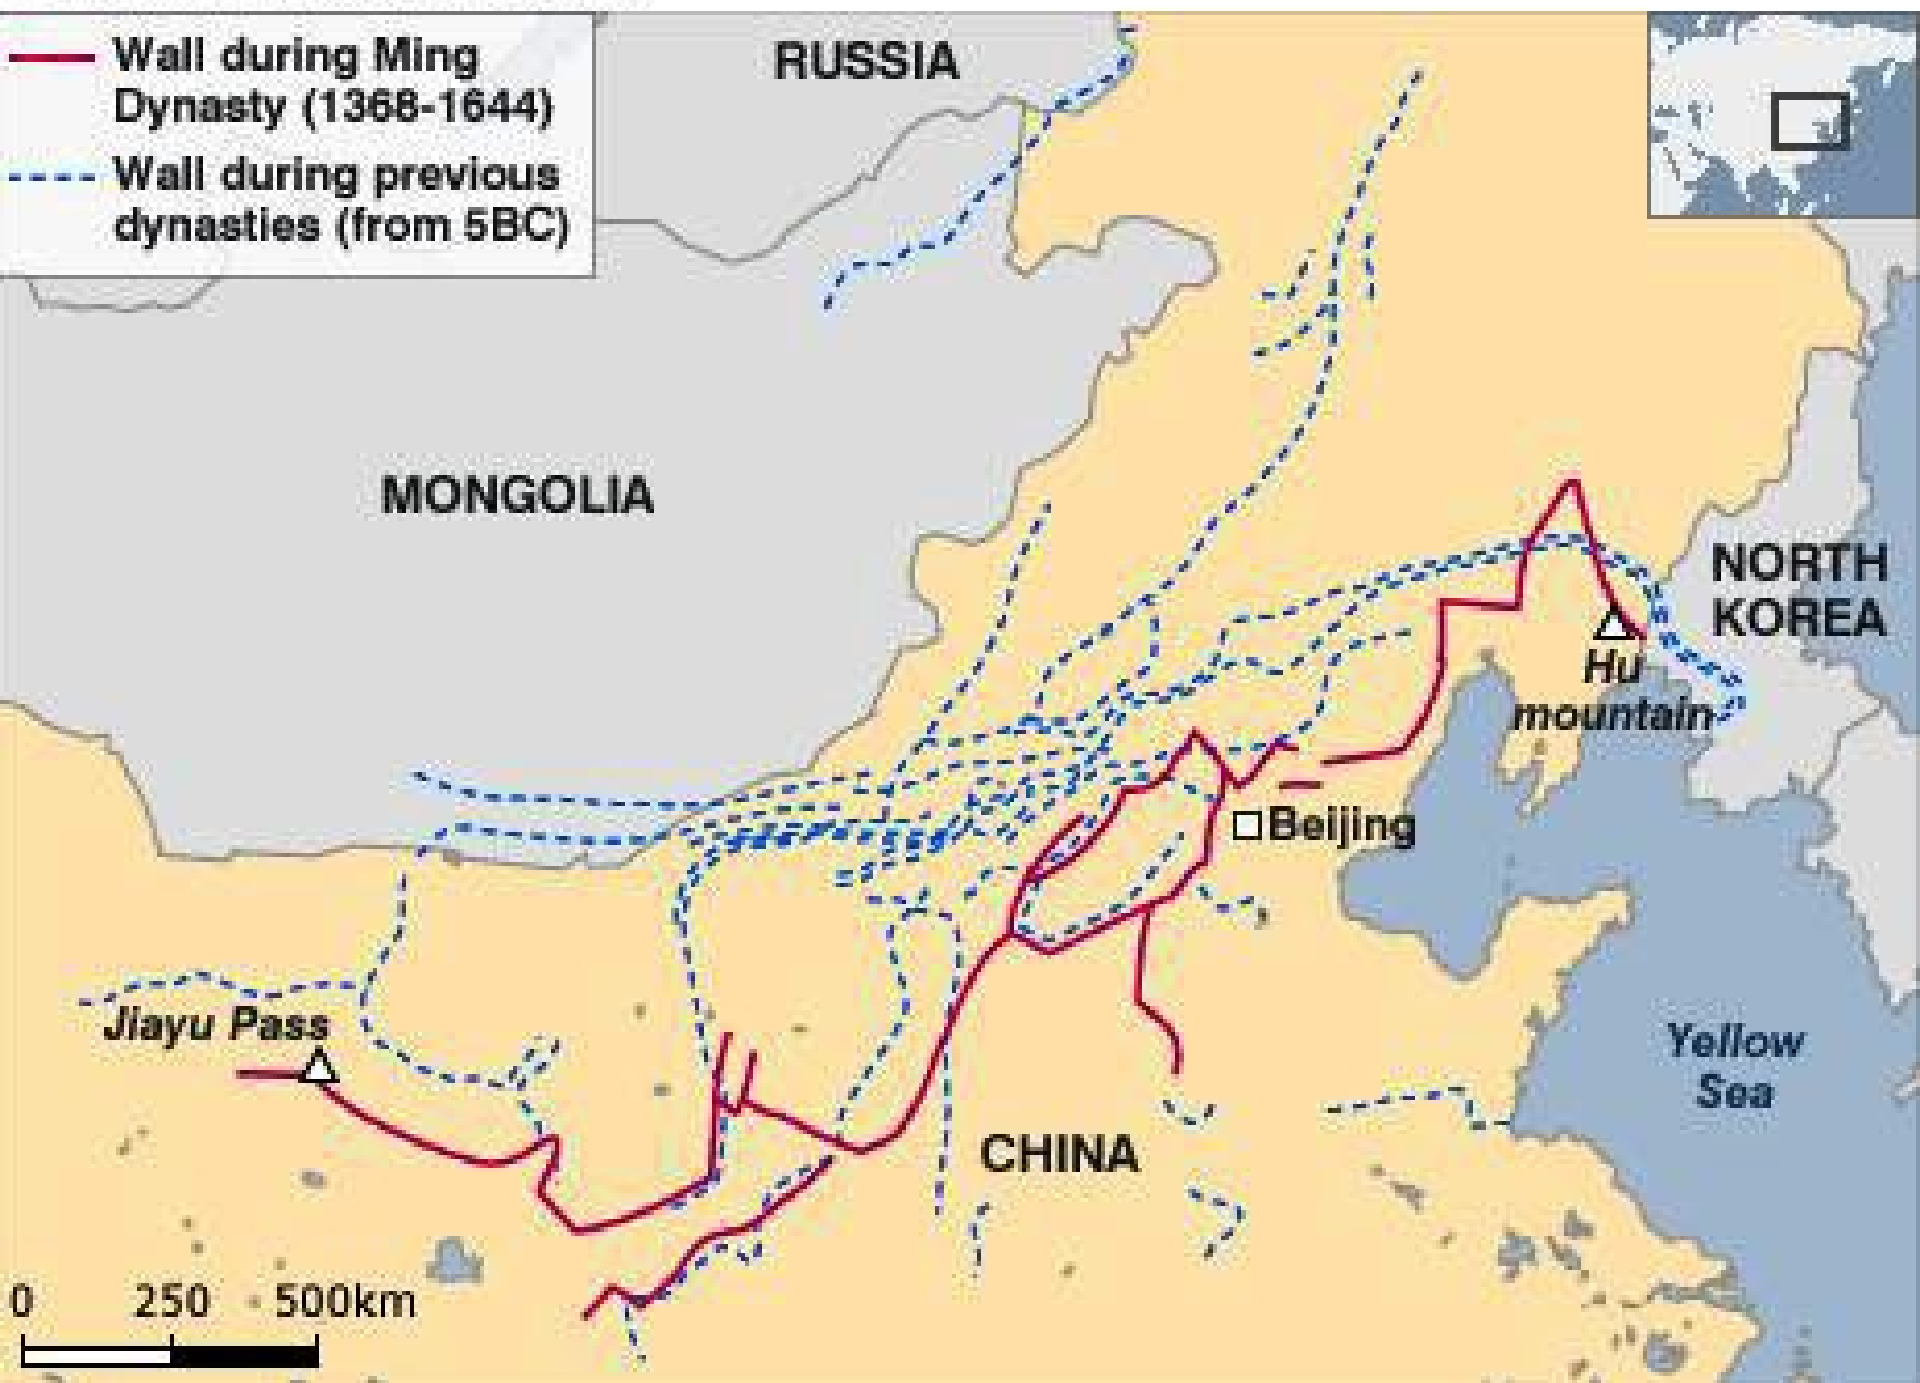 Wall during Ming
Dynasty (1368-1644)
Wall during previous
dynasties (from 5BC)
RUSSIA
MONGOLIA
NORTH
KOREA
Hu
mountain
Beijing
Jiayu Pass
Yellow
Sea
CHINA
0 250 500km